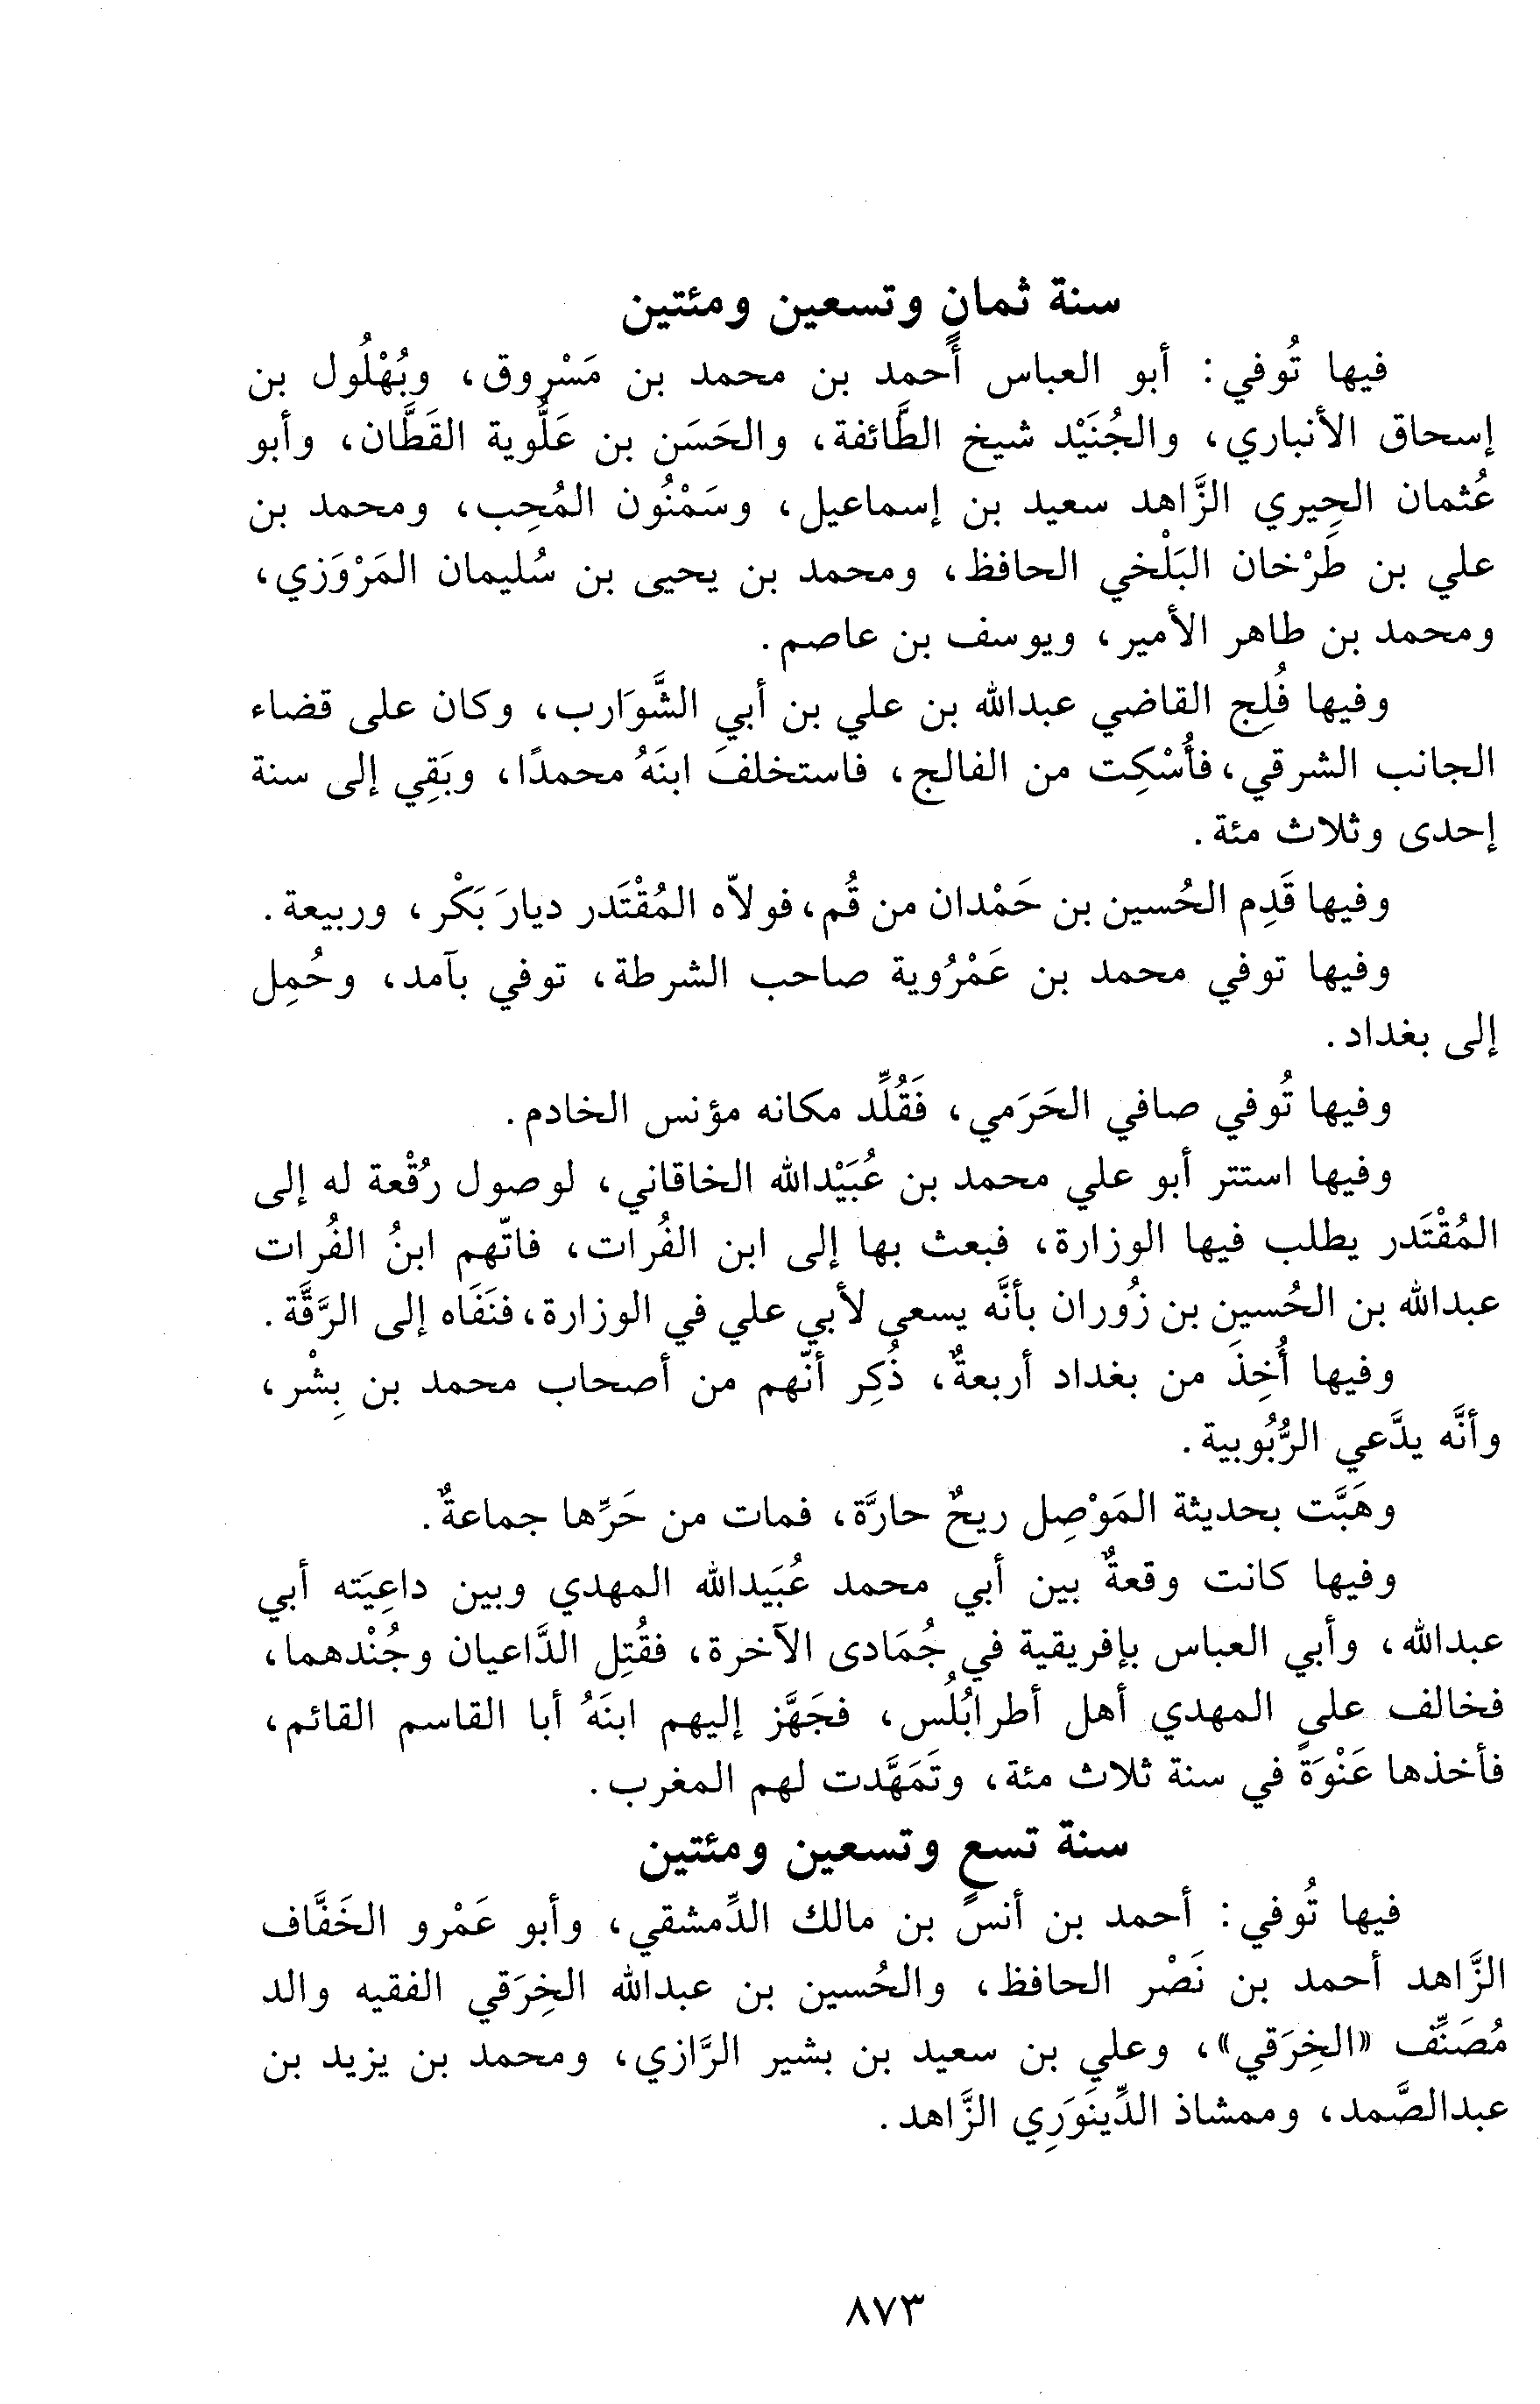 سنة ثمانٍ وتسعين ومئتين
فيها تُوفي: أبو العباس أحمد بن محمد بن مَسْروق، وبُهْلُول بن
إسحاق الأنباري، والجُنَيْد شيخ الطَّائفة، والحَسَن بن عَلُّوية القَطَّان، وأبو
عُثمان الحِيري الزَّاهد سعيد بن إسماعيل، وسَمْنُون المُحِب، ومحمد بن
علي بن طَرْخان البَلْخي الحافظ، ومحمد بن يحيى بن سُليمان المَرْوَزي،
ومحمد بن طاهر الأمير، ويوسف بن عاصم.
وفيها فُلِج القاضي عبدالله بن علي بن أبي الشَّوَارب، وكان على قضاء
الجانب الشرقي، فأُسْكِت من الفالج، فاستخلفَ ابنَهُ محمدًا، وبَقِي إلى سنة
إحدى وثلاث مئة.
وفيها قَدِم الحُسين بن حَمْدان من قُم، فولاّه المُقْتَدر ديارَ بَكْر، وربيعة.
وفيها توفي محمد بن عَمْرُوية صاحب الشرطة، توفي بآمد، وحُمِل
إلى بغداد.
وفيها تُوفي صافي الحَرَمي، فَقُلِّد مكانه مؤنس الخادم.
وفيها استتر أبو علي محمد بن عُبَيْدالله الخاقاني، لوصول رُقْعة له إلى
المُقْتَدر يطلب فيها الوزارة، فبعث بها إلى ابن الفُرات، فاتّهم ابنُ الفُرات
عبدالله بن الحُسين بن زُوران بأنَّه يسعى لأبي علي في الوزارة، فنَفَاه إلى الرَّقَّة.
وفيها أُخِذَ من بغداد أربعةٌ، ذُكِر أنّهم من أصحاب محمد بن بِشْر،
وأنَّه يدَّعي الرُّبُوبية.
وهَبَّت بحديثة المَوْصِل ريحٌ حارَّة، فمات من حَرِّها جماعةٌ.
وفيها كانت وقعةٌ بين أبي محمد عُبَيدالله المهدي وبين داعِيَته أبي
عبدالله، وأبي العباس بإفريقية في جُمَادى الآخرة، فقُتِل الدَّاعيان وجُنْدهما،
فخالف على المهدي أهل أطرابُلُس، فجَهَّز إليهم ابنَهُ أبا القاسم القائم،
فأخذها عَنْوَةً في سنة ثلاث مئة، وتَمَهَّدت لهم المغرب.
سنة تسعٍ وتسعين ومئتين
فيها تُوفي: أحمد بن أنس بن مالك الدِّمشقي، وأبو عَمْرو الخَفَّاف
الزَّاهد أحمد بن نَصْر الحافظ، والحُسين بن عبدالله الخِرَقي الفقيه والد
مُصَنِّف «الخِرَقي»، وعلي بن سعيد بن بشير الرَّازي، ومحمد بن يزيد بن
عبدالصَّمد، وممشاذ الدِّينَوَرِي الزَّاهد.
٨٧٣